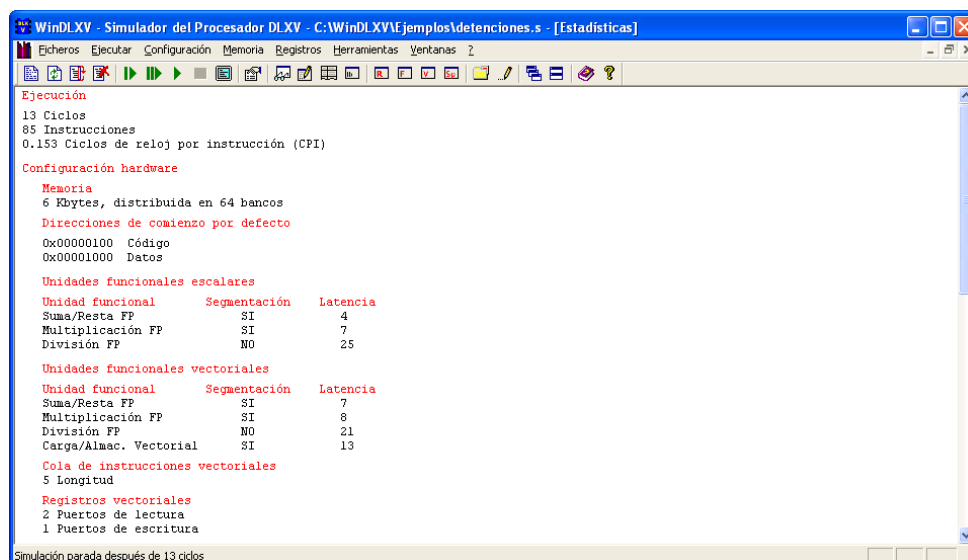 WinDLXV - Simulador del Procesador DLXV - C:\WinDLXV\Ejemplos\detenciones.s - [Estadísticas]
Ficheros Ejecutar Configuración Memoria Registros Herramientas Ventanas ?
Ejecución
13 Ciclos
85 Instrucciones
0.153 Ciclos de reloj por instrucción (CPI)
Configuración hardware
Memoria
6 Kbytes, distribuida en 64 bancos
Direcciones de comienzo por defecto
0x00000100 Código
0x00001000 Datos
Unidades funcionales escalares
Unidad funcional Segmentación Latencia
Suma/Resta FP SI 4
Multiplicación FP SI 7
División FP NO 25
Unidades funcionales vectoriales
Unidad funcional Segmentación Latencia
Suma/Resta FP SI 7
Multiplicación FP SI 8
División FP NO 21
Carga/Almac. Vectorial SI 13
Cola de instrucciones vectoriales
5 Longitud
Registros vectoriales
2 Puertos de lectura
1 Puertos de escritura
Simulación parada después de 13 ciclos